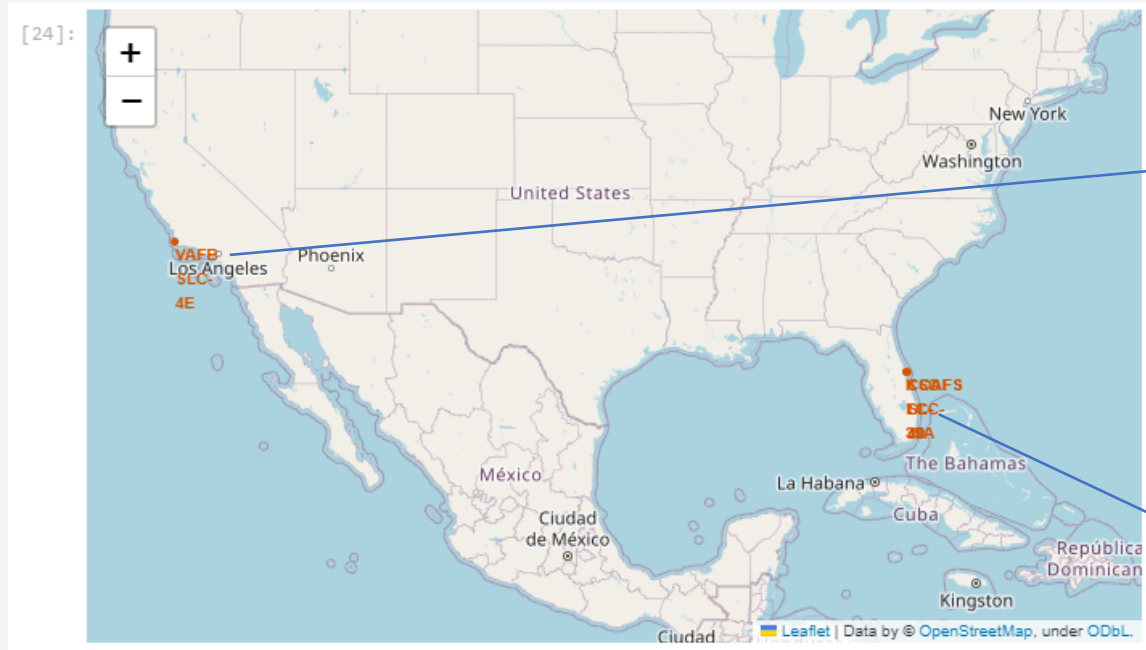 [24]:
+
−
New York
Washington
United States
VAFB
SLC-
4E
Los Angeles
Phoenix
The Bahamas
México
La Habana
Cuba
Ciudad
de México
República
Dominican
Kingston
Ciudad
Leaflet | Data by © OpenStreetMap, under ODbL.